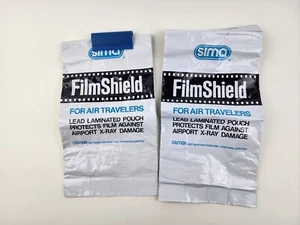 sima
FilmShield
FOR AIR TRAVELERS
LEAD LAMINATED POUCH
PROTECTS FILM AGAINST
AIRPORT X-RAY DAMAGE
CAUTION:
sima
FilmShield
FOR AIR TRAVELERS
LEAD LAMINATED POUCH
PROTECTS FILM AGAINST
AIRPORT X-RAY DAMAGE
CAUTION: